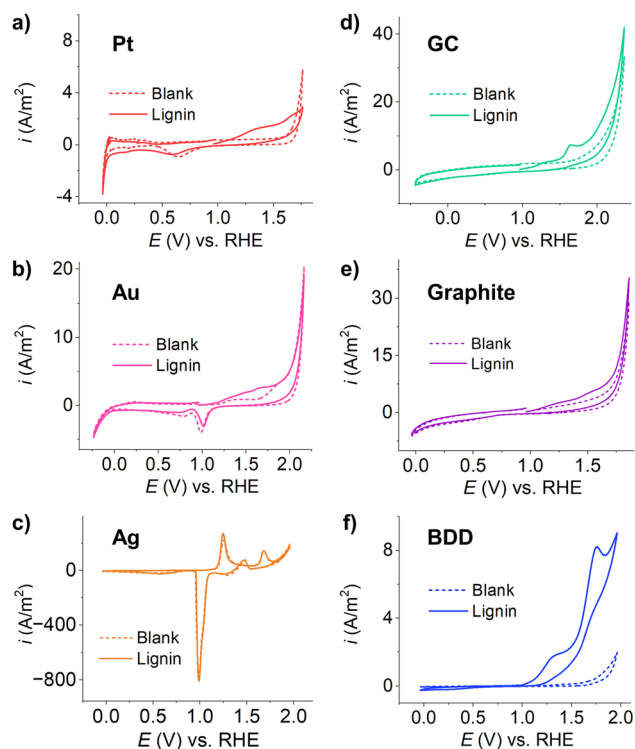 a)
Pt
Blank
Lignin
i (A/m²)
8
4
0
−4
0.0
0.5
1.0
1.5
E (V) vs. RHE
d)
GC
Blank
Lignin
i (A/m²)
40
20
0
0.0
1.0
2.0
E (V) vs. RHE
b)
Au
Blank
Lignin
i (A/m²)
20
10
0
0.0
0.5
1.0
1.5
2.0
E (V) vs. RHE
e)
Graphite
Blank
Lignin
i (A/m²)
30
15
0
0.0
0.5
1.0
1.5
E (V) vs. RHE
c)
Ag
Blank
Lignin
i (A/m²)
0
−400
−800
0.0
0.5
1.0
1.5
2.0
E (V) vs. RHE
f)
BDD
Blank
Lignin
i (A/m²)
8
4
0
0.0
0.5
1.0
1.5
2.0
E (V) vs. RHE